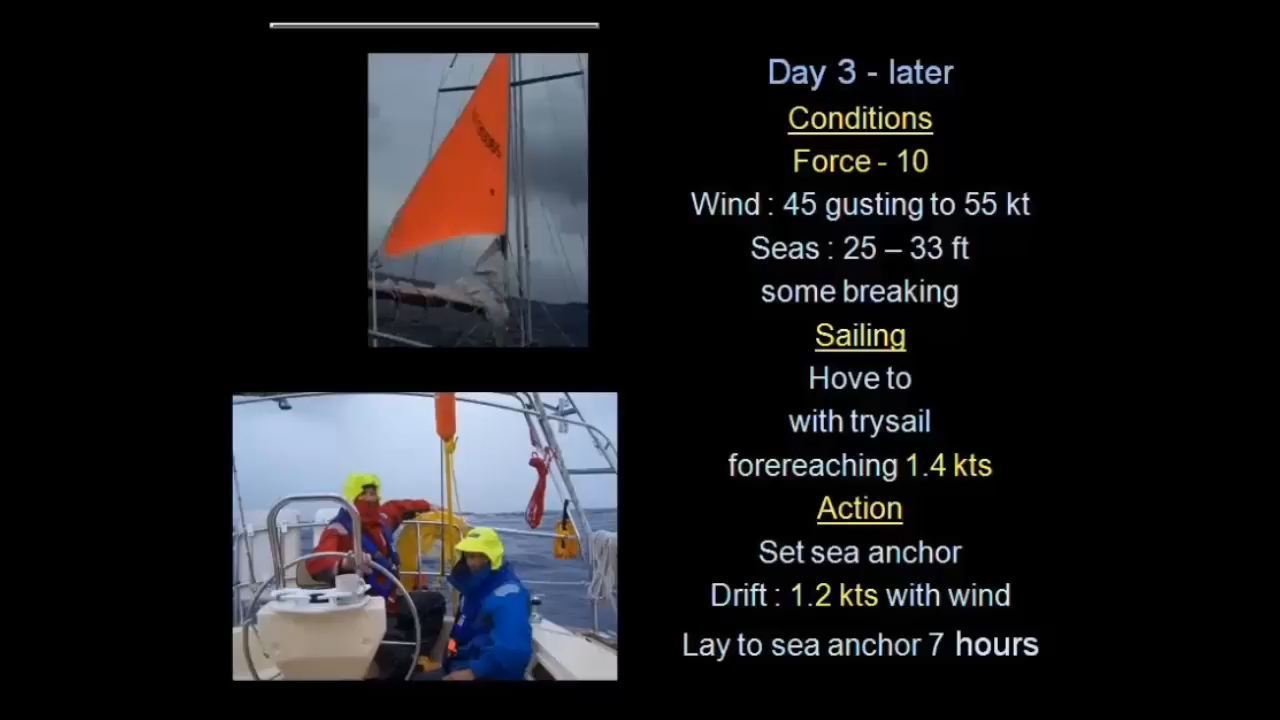 Day 3 - later
Conditions
Force - 10
Wind : 45 gusting to 55 kt
Seas : 25 – 33 ft
some breaking
Sailing
Hove to
with trysail
forereaching 1.4 kts
Action
Set sea anchor
Drift : 1.2 kts with wind
Lay to sea anchor 7 hours